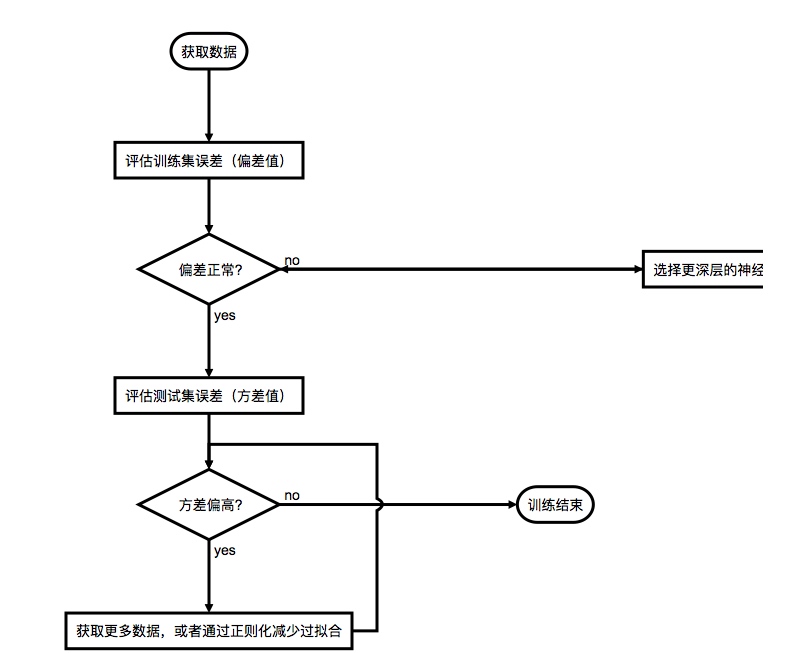 获取数据
评估训练集误差（偏差值）
偏差正常?
no
选择更深层的神经
yes
评估测试集误差（方差值）
方差偏高?
no
训练结束
yes
获取更多数据，或者通过正则化减少过拟合